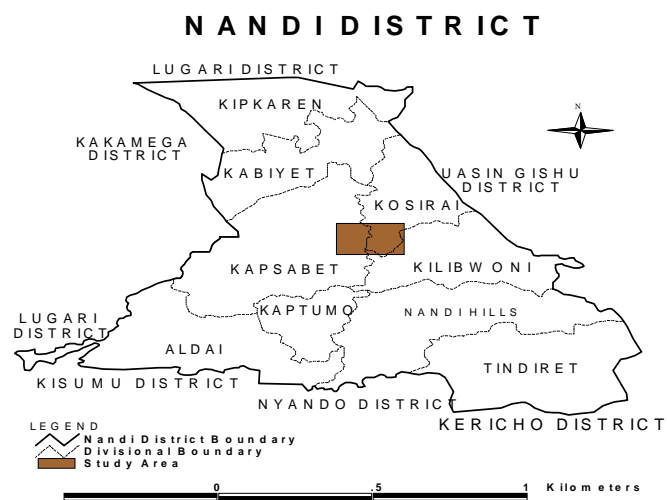 NANDI DISTRICT
LUGARI DISTRICT
KIPKAREN
N
KAKAMEGA
DISTRICT
KABIYET
UASIN GISHU
DISTRICT
KOSIRAI
KAPSABET
KILIBWONI
KAPTUMO
NANDI HILLS
LUGARI
DISTRICT
ALDAI
TINDIRET
KISUMU DISTRICT
NYANDO DISTRICT
KERICHO DISTRICT
LEGEND
Nandi District Boundary
Divisional Boundary
Study Area
0 .5 1 Kilometers